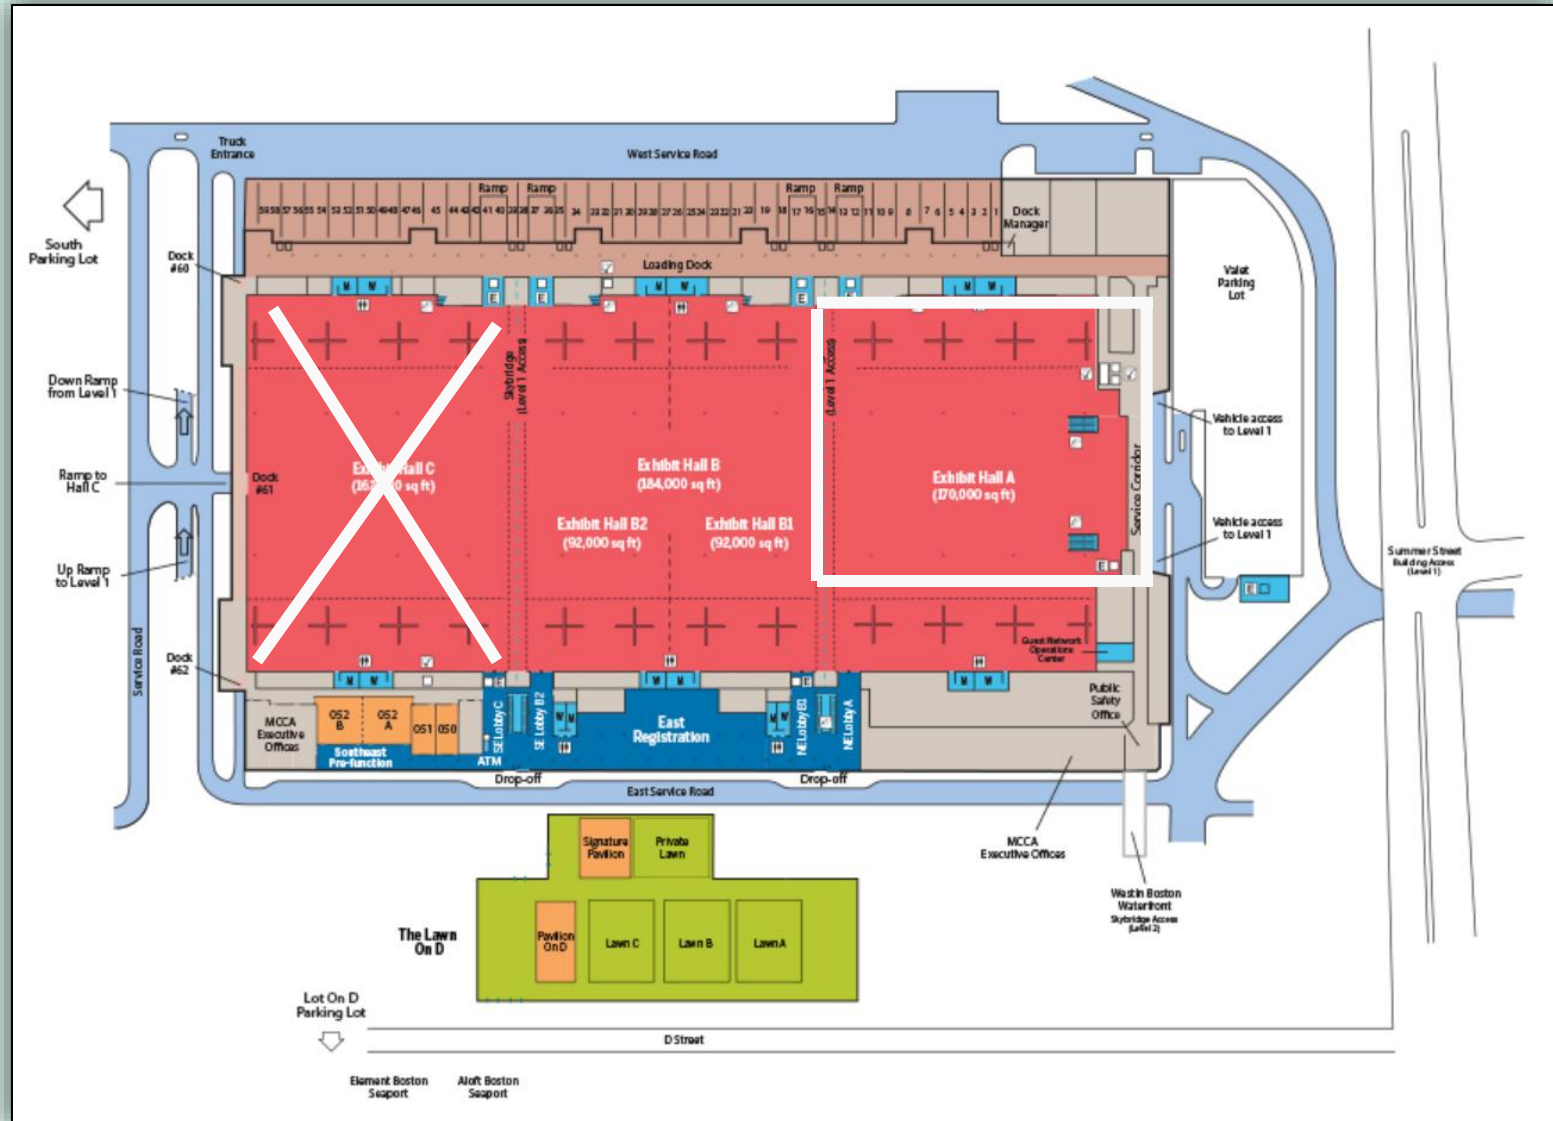 West Service Road
Truck
Entrance
South
Parking Lot
Ramp
Ramp
Ramp
Ramp
Dock
Manager
Dock
#60
Loading Dock
Valet
Parking
Lot
M W
M W
M W
E
E
E
Skybridge
(Level 1 Access)
(Level 1 Access)
Down Ramp
from Level 1
Vehicle access
to Level 1
Ramp to
Hall C
Dock
#61
Exhibit Hall B
(184,000 sq ft)
Exhibit Hall A
(170,000 sq ft)
Exhibit Hall B2
(92,000 sq ft)
Exhibit Hall B1
(92,000 sq ft)
Service Corridor
Vehicle access
to Level 1
Up Ramp
to Level 1
Summer Street
Building Access
(Level 1)
E
E
Service Road
Dock
#62
Guest Network
Operations
Center
M W
M W
M W
E
E
Public
Safety
Office
MCCA
Executive
Offices
052
B
052
A
051
050
SE Lobby C
SE Lobby B2
M W
East
Registration
M W
NE Lobby B1
NE Lobby A
Southeast
Pre-function
ATM
Drop-off
Drop-off
East Service Road
MCCA
Executive Offices
Signature
Pavilion
Private
Lawn
Westin Boston
Waterfront
Skybridge Access
(Level 2)
The Lawn
On D
Pavilion
On D
Lawn C
Lawn B
Lawn A
Lot On D
Parking Lot
D Street
Element Boston
Seaport
Aloft Boston
Seaport